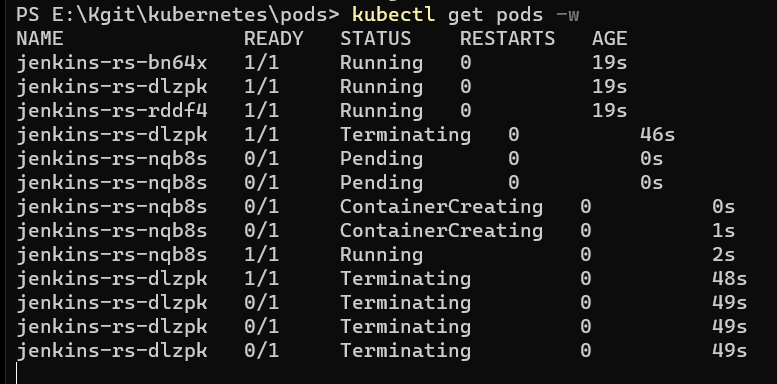 PS E:\Kgit\kubernetes\pods> kubectl get pods -w
NAME               READY   STATUS    RESTARTS   AGE
jenkins-rs-bn64x   1/1     Running   0          19s
jenkins-rs-dlzpk   1/1     Running   0          19s
jenkins-rs-rddf4   1/1     Running   0          19s
jenkins-rs-dlzpk   1/1     Terminating   0          46s
jenkins-rs-nqb8s   0/1     Pending       0          0s
jenkins-rs-nqb8s   0/1     Pending       0          0s
jenkins-rs-nqb8s   0/1     ContainerCreating   0          0s
jenkins-rs-nqb8s   0/1     ContainerCreating   0          1s
jenkins-rs-nqb8s   1/1     Running             0          2s
jenkins-rs-dlzpk   1/1     Terminating         0          48s
jenkins-rs-dlzpk   0/1     Terminating         0          49s
jenkins-rs-dlzpk   0/1     Terminating         0          49s
jenkins-rs-dlzpk   0/1     Terminating         0          49s